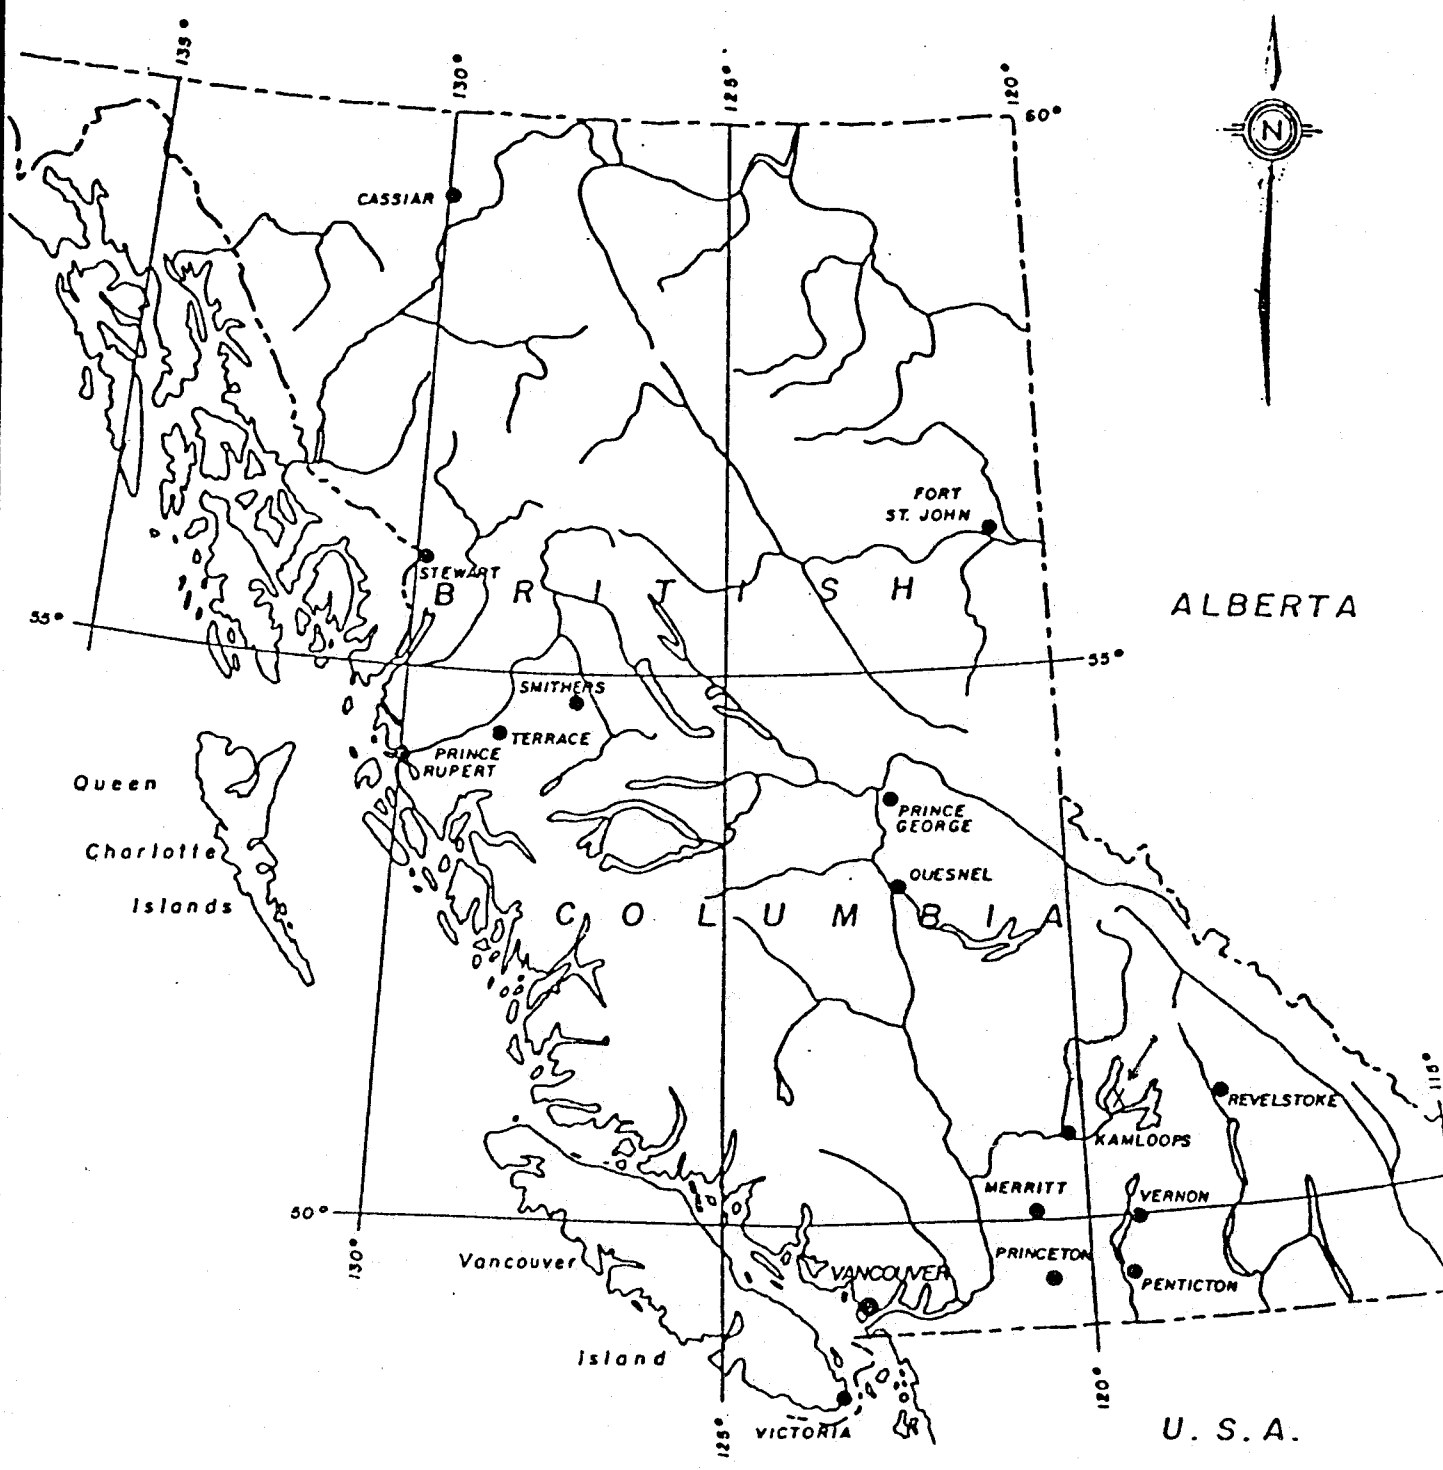 135°
130°
125°
120°
60°
N
CASSIAR
FORT
ST. JOHN
STEWART
B R I T I S H
ALBERTA
55°
55°
SMITHERS
TERRACE
PRINCE
RUPERT
Queen
Charlotte
Islands
PRINCE
GEORGE
QUESNEL
C O L U M B I A
115°
REVELSTOKE
KAMLOOPS
MERRITT
VERNON
50°
130°
Vancouver
PRINCETON
VANCOUVER
PENTICTON
Island
120°
125°
VICTORIA
U. S. A.